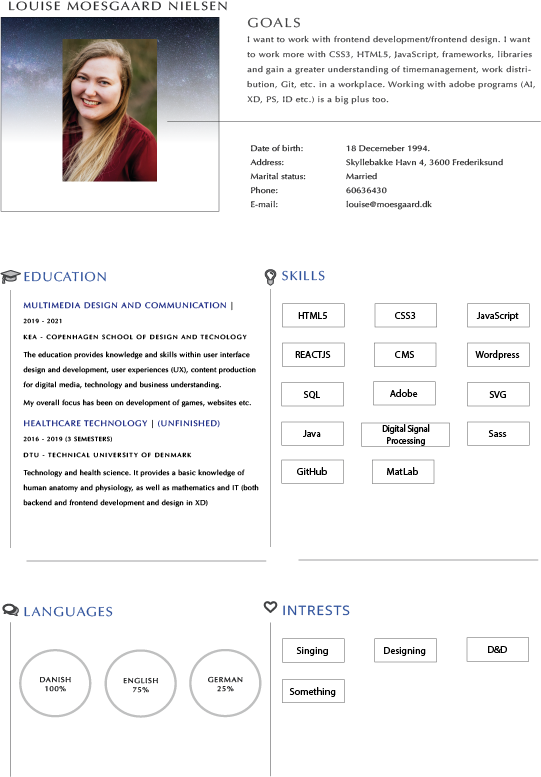 LOUISE MOESGAARD NIELSEN
GOALS
I want to work with frontend development/frontend design. I want
to work more with CSS3, HTML5, JavaScript, frameworks, libraries
and gain a greater understanding of timemanagement, work distri-
bution, Git, etc. in a workplace. Working with adobe programs (AI,
XD, PS, ID etc.) is a big plus too.
Date of birth: 18 Decemeber 1994.
Address: Skyllebakke Havn 4, 3600 Frederiksund
Marital status: Married
Phone: 60636430
E-mail: louise@moesgaard.dk
EDUCATION
MULTIMEDIA DESIGN AND COMMUNICATION |
2019 - 2021
KEA - COPENHAGEN SCHOOL OF DESIGN AND TECNOLOGY
The education provides knowledge and skills within user interface
design and development, user experiences (UX), content production
for digital media, technology and business understanding.
My overall focus has been on development of games, websites etc.
HEALTHCARE TECHNOLOGY | (UNFINISHED)
2016 - 2019 (3 SEMESTERS)
DTU - TECHNICAL UNIVERSITY OF DENMARK
Technology and health science. It provides a basic knowledge of
human anatomy and physiology, as well as mathematics and IT (both
backend and frontend development and design in XD)
SKILLS
HTML5 CSS3 JavaScript
REACTJS CMS Wordpress
SQL Adobe SVG
Java Digital Signal Sass
Processing
GitHub MatLab
LANGUAGES
DANISH ENGLISH GERMAN
100% 75% 25%
INTRESTS
Singing Designing D&D
Something